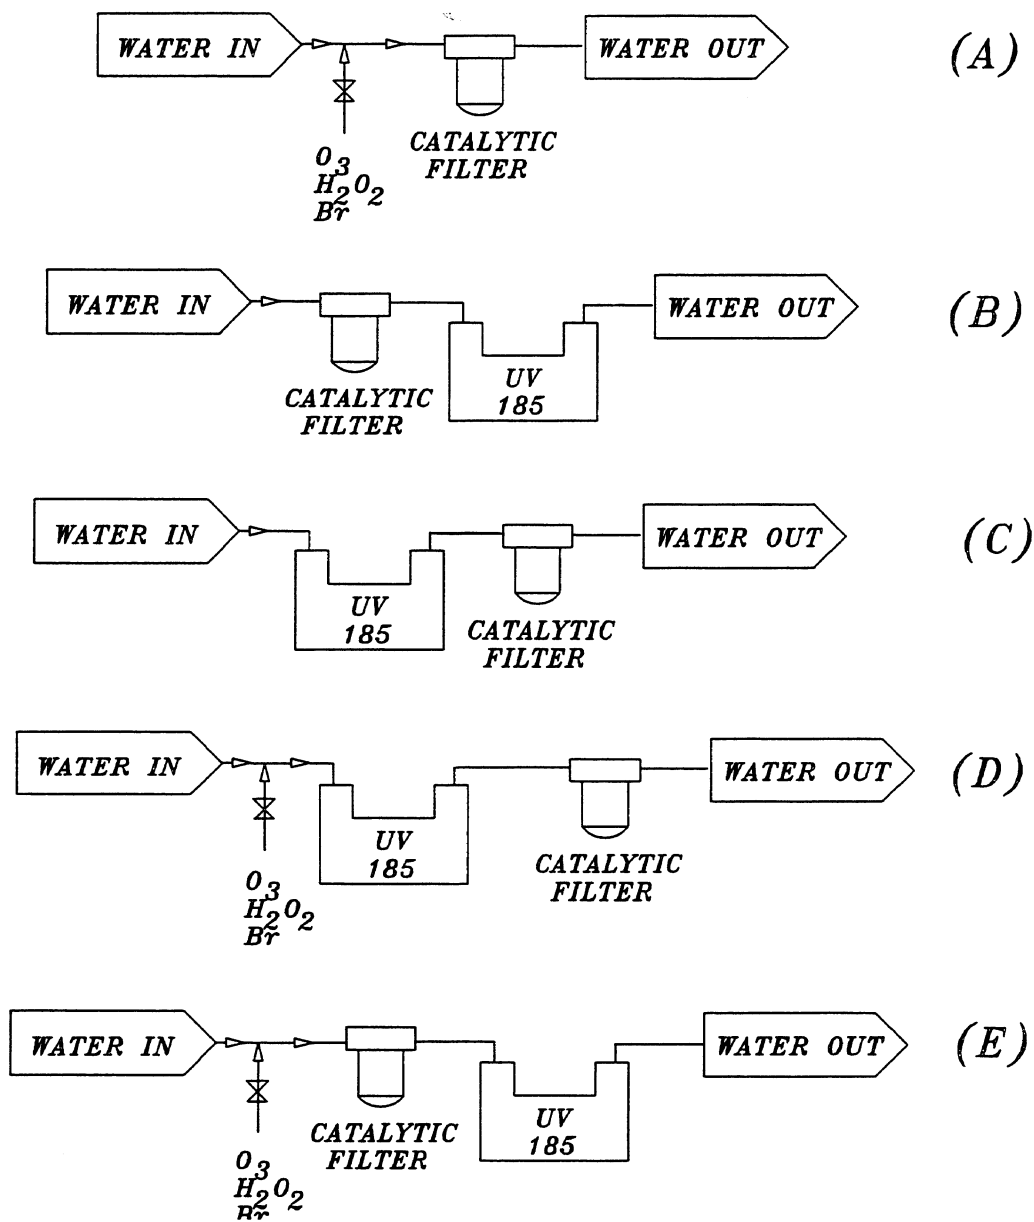 WATER IN
WATER OUT
(A)
CATALYTIC
FILTER
O3
H2O2
Br
WATER IN
WATER OUT
(B)
UV
185
CATALYTIC
FILTER
WATER IN
WATER OUT
(C)
UV
185
CATALYTIC
FILTER
WATER IN
WATER OUT
(D)
UV
185
CATALYTIC
FILTER
O3
H2O2
Br
WATER IN
WATER OUT
(E)
UV
185
CATALYTIC
FILTER
O3
H2O2
Br